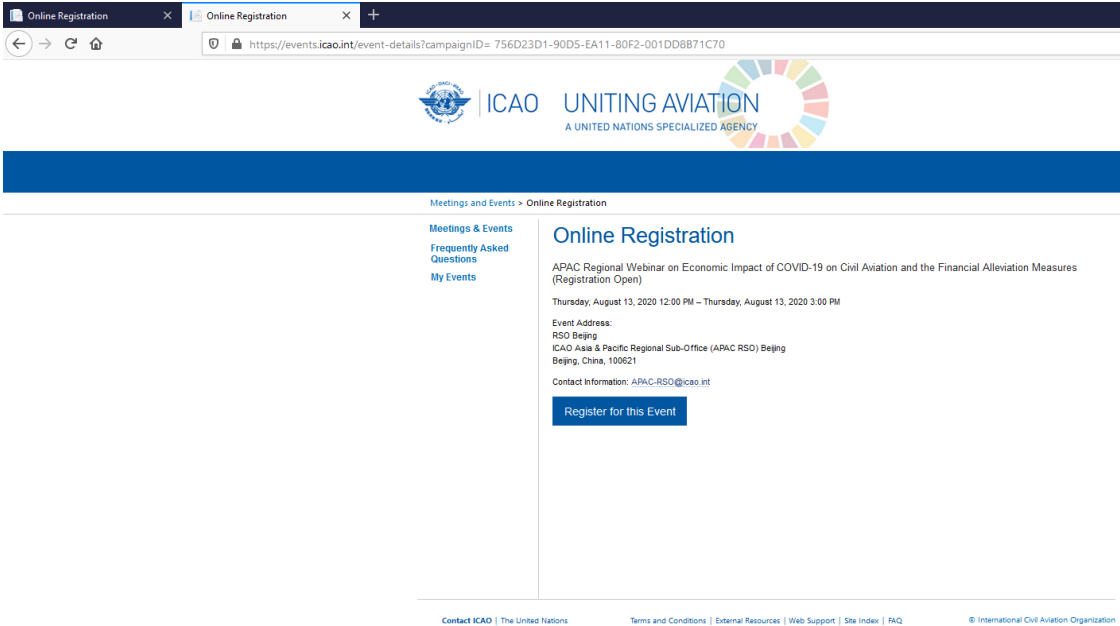 Online Registration
Online Registration
https://events.icao.int/event-details?campaignID= 756D23D1-90D5-EA11-80F2-001DD8B71C70
ICAO UNITING AVIATION
A UNITED NATIONS SPECIALIZED AGENCY
Meetings and Events > Online Registration
Meetings & Events
Frequently Asked
Questions
My Events
Online Registration
APAC Regional Webinar on Economic Impact of COVID-19 on Civil Aviation and the Financial Alleviation Measures
(Registration Open)
Thursday, August 13, 2020 12:00 PM – Thursday, August 13, 2020 3:00 PM
Event Address:
RSO Beijing
ICAO Asia & Pacific Regional Sub-Office (APAC RSO) Beijing
Beijing, China, 100621
Contact Information: APAC-RSO@icao.int
Register for this Event
Contact ICAO | The United Nations
Terms and Conditions | External Resources | Web Support | Site Index | FAQ
© International Civil Aviation Organization